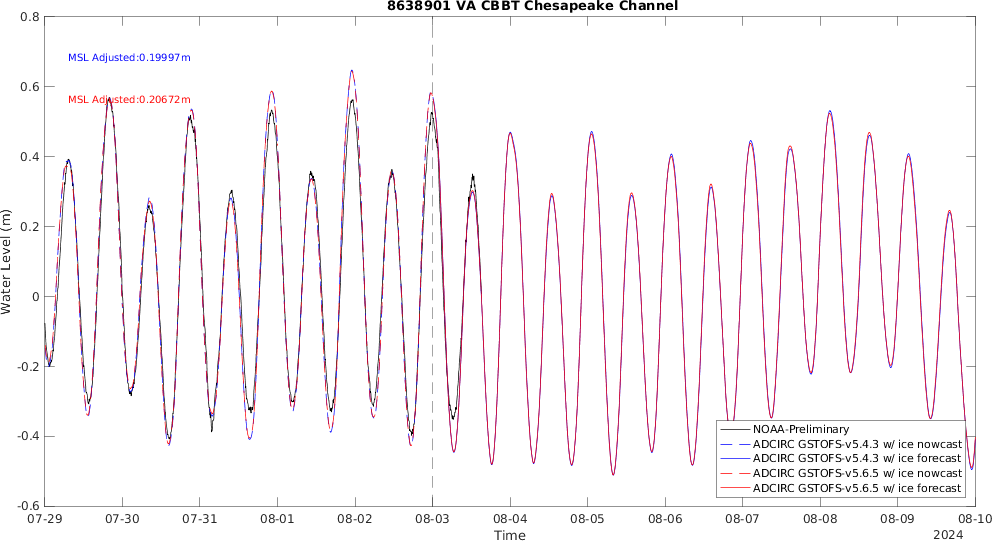 8638901 VA CBBT Chesapeake Channel
MSL Adjusted:0.19997m
MSL Adjusted:0.20672m
Water Level (m)
0.8
0.6
0.4
0.2
0
-0.2
-0.4
-0.6
NOAA-Preliminary
ADCIRC GSTOFS-v5.4.3 w/ ice nowcast
ADCIRC GSTOFS-v5.4.3 w/ ice forecast
ADCIRC GSTOFS-v5.6.5 w/ ice nowcast
ADCIRC GSTOFS-v5.6.5 w/ ice forecast
07-29 07-30 07-31 08-01 08-02 08-03 08-04 08-05 08-06 08-07 08-08 08-09 08-10
Time
2024